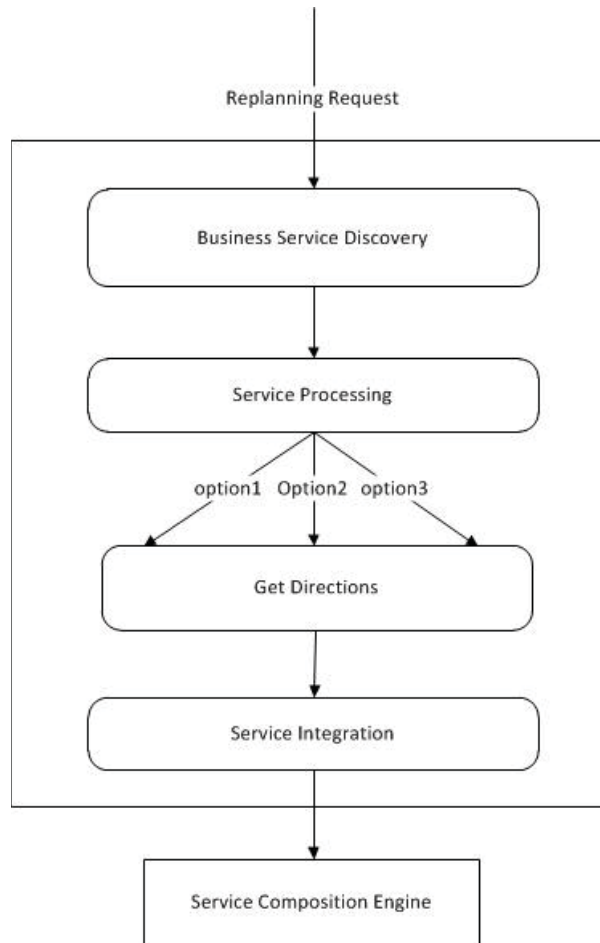 Replanning Request
Business Service Discovery
Service Processing
option1 Option2 option3
Get Directions
Service Integration
Service Composition Engine